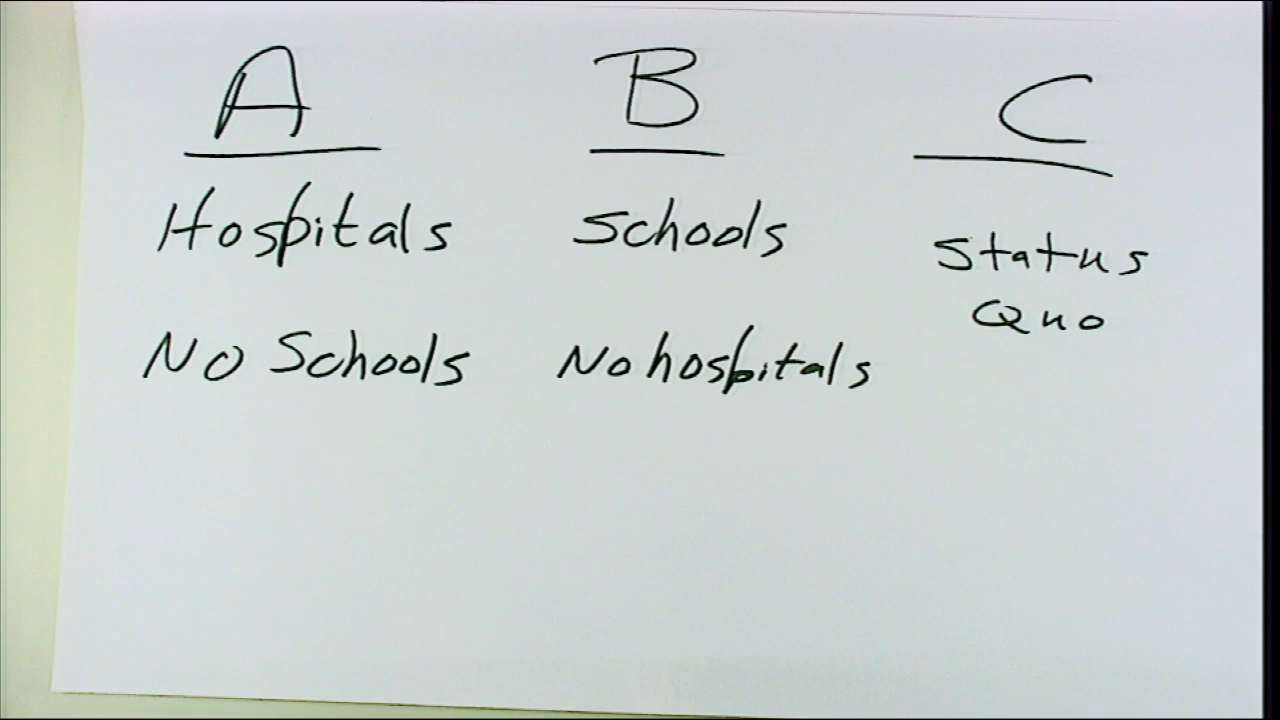 A
Hospitals
No Schools
B
Schools
No hospitals
C
Status
Quo